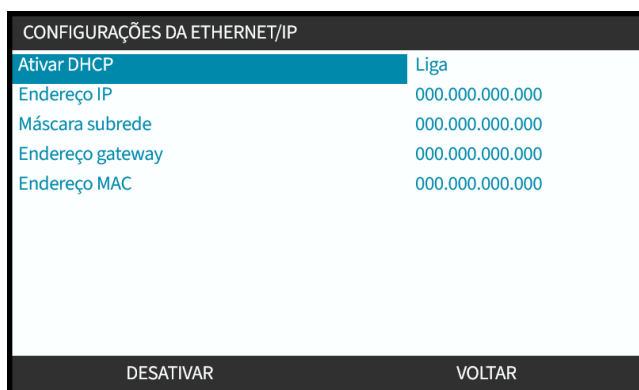 CONFIGURAÇÕES DA ETHERNET/IP
Ativar DHCP Liga
Endereço IP 000.000.000.000
Máscara subrede 000.000.000.000
Endereço gateway 000.000.000.000
Endereço MAC 000.000.000.000
DESATIVAR VOLTAR